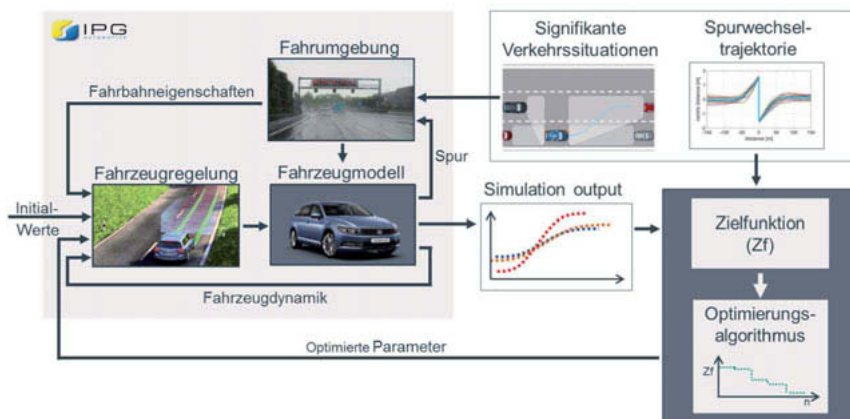 IPG
AUTOMOTIVE
Fahrumgebung
Signifikante
Verkehrssituationen
Spurwechsel-
trajektorie
Fahrbahneigenschaften
Fahrzeugregelung
Fahrzeugmodell
Spur
Initial-
Werte
Simulation output
Zielfunktion
(Zf)
Fahrzeugdynamik
Optimierungs-
algorithmus
Optimierte Parameter
Zf
n